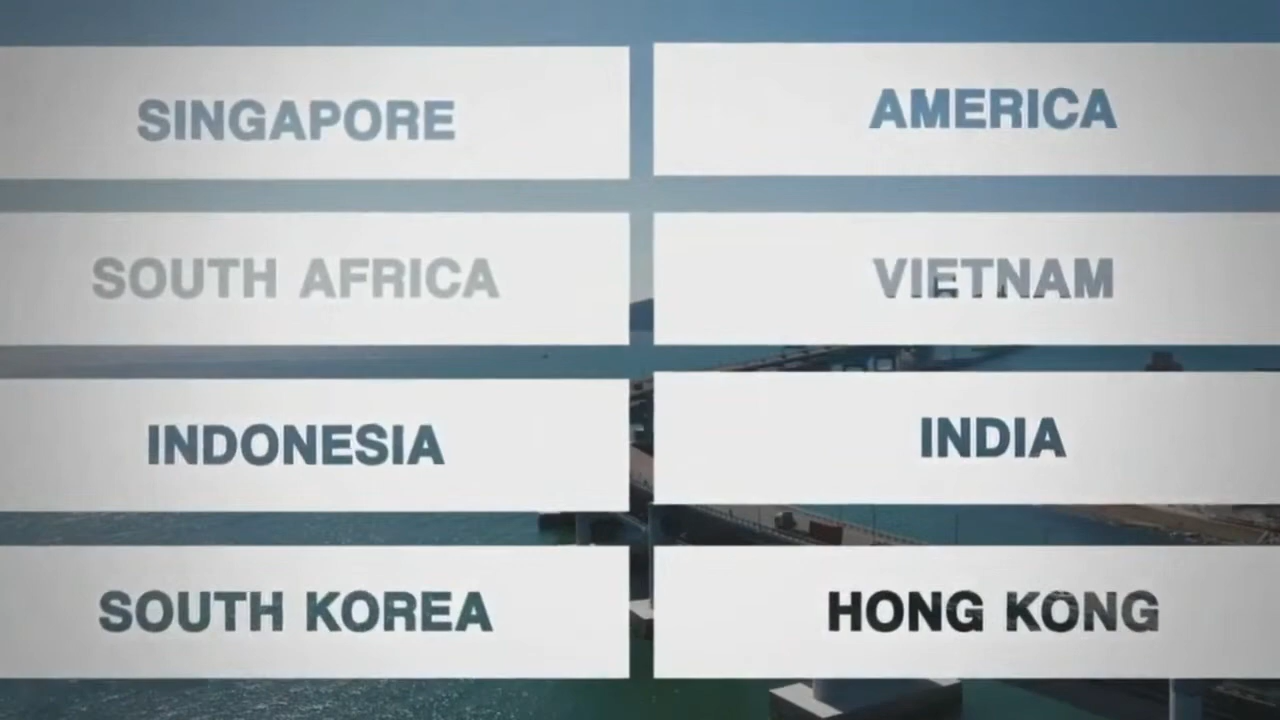 SINGAPORE
AMERICA
SOUTH AFRICA
VIETNAM
INDONESIA
INDIA
SOUTH KOREA
HONG KONG